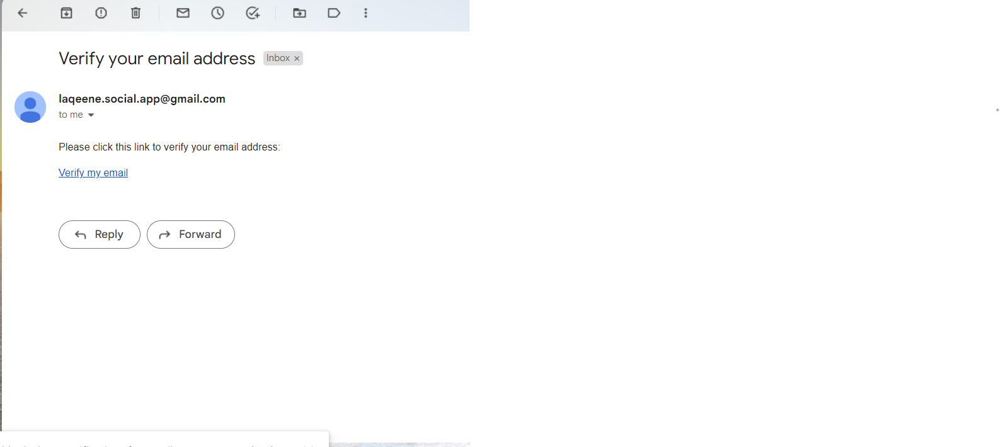 Verify your email address Inbox ×
laqeene.social.app@gmail.com
to me
Please click this link to verify your email address:
Verify my email
Reply Forward